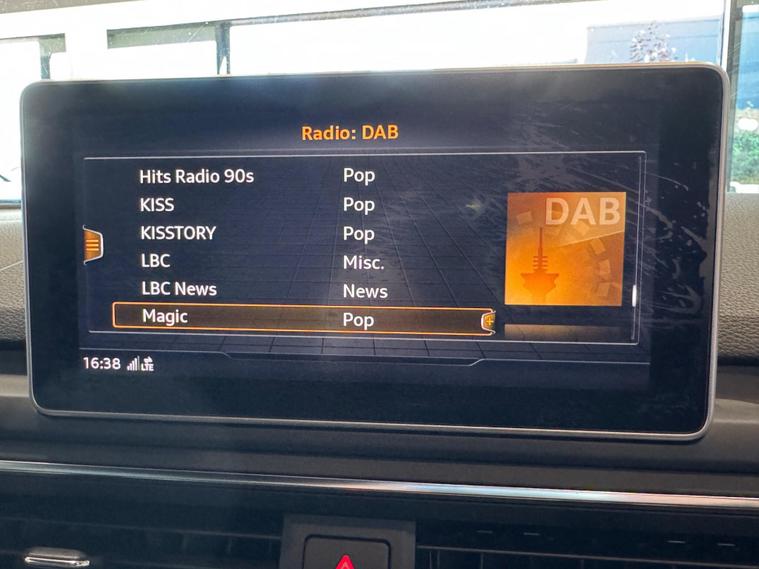 Radio: DAB
Hits Radio 90s Pop
KISS Pop
KISSTORY Pop
LBC Misc.
LBC News News
Magic Pop
DAB
16:38 LTE